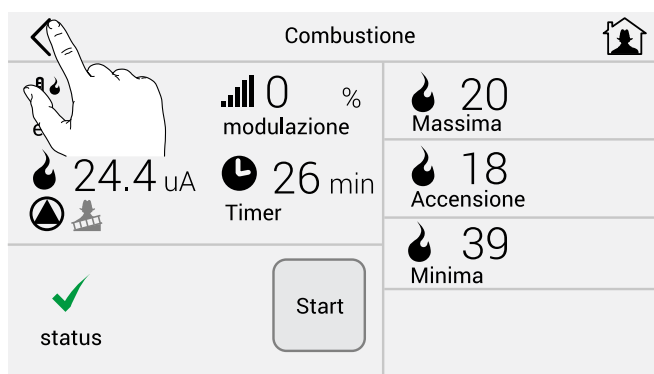 Combustione
0 %
modulazione
24.4 uA
26 min
Timer
status
Start
20
Massima
18
Accensione
39
Minima